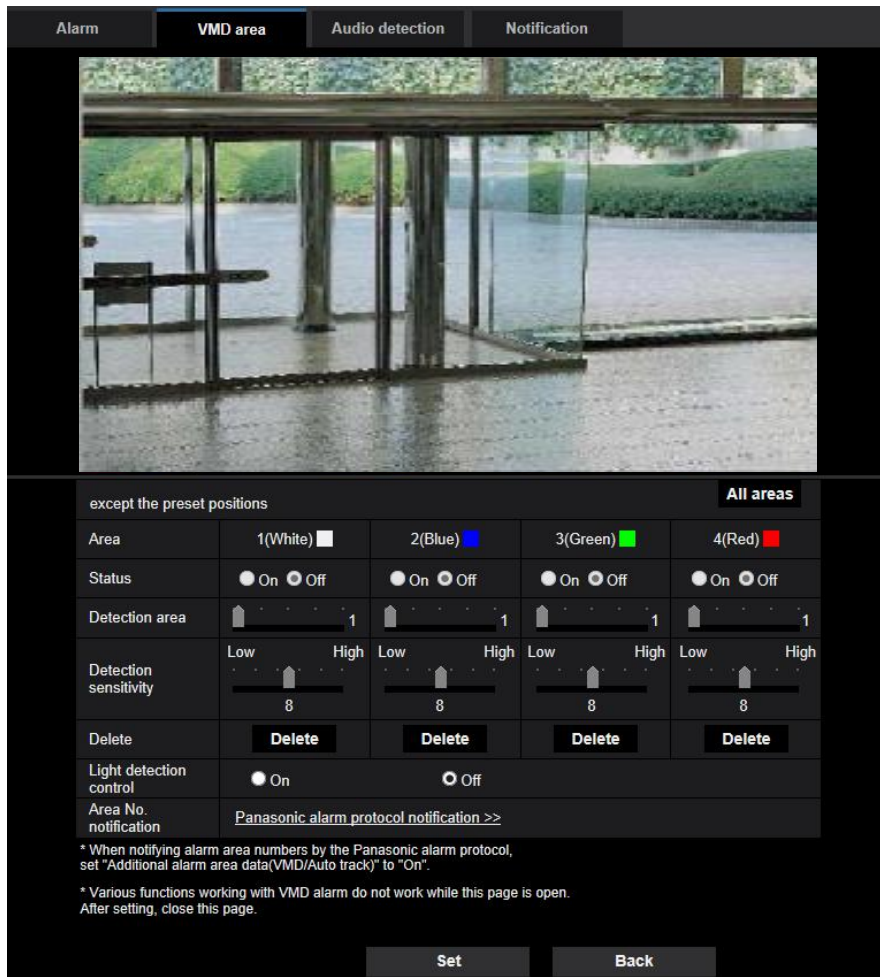 Alarm VMD area Audio detection Notification
except the preset positions All areas
Area 1(White) 2(Blue) 3(Green) 4(Red)
Status On Off On Off On Off On Off
Detection area 1 1 1 1
Low High Low High Low High Low High
Detection
sensitivity
8 8 8 8
Delete Delete Delete Delete Delete
Light detection
control On Off
Area No.
notification Panasonic alarm protocol notification >>
* When notifying alarm area numbers by the Panasonic alarm protocol,
set "Additional alarm area data(VMD/Auto track)" to "On".
* Various functions working with VMD alarm do not work while this page is open.
After setting, close this page.
Set Back